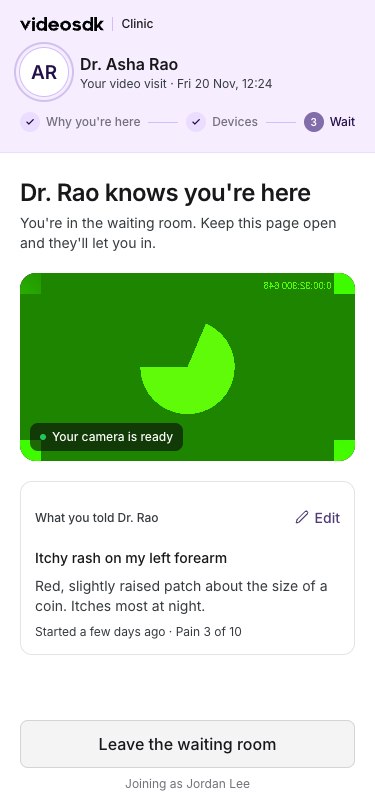 videosdk Clinic
AR
Dr. Asha Rao
Your video visit · Fri 20 Nov, 12:24
Why you're here
Devices
3 Wait
Dr. Rao knows you're here
You're in the waiting room. Keep this page open
and they'll let you in.
Your camera is ready
What you told Dr. Rao
Edit
Itchy rash on my left forearm
Red, slightly raised patch about the size of a
coin. Itches most at night.
Started a few days ago · Pain 3 of 10
Leave the waiting room
Joining as Jordan Lee